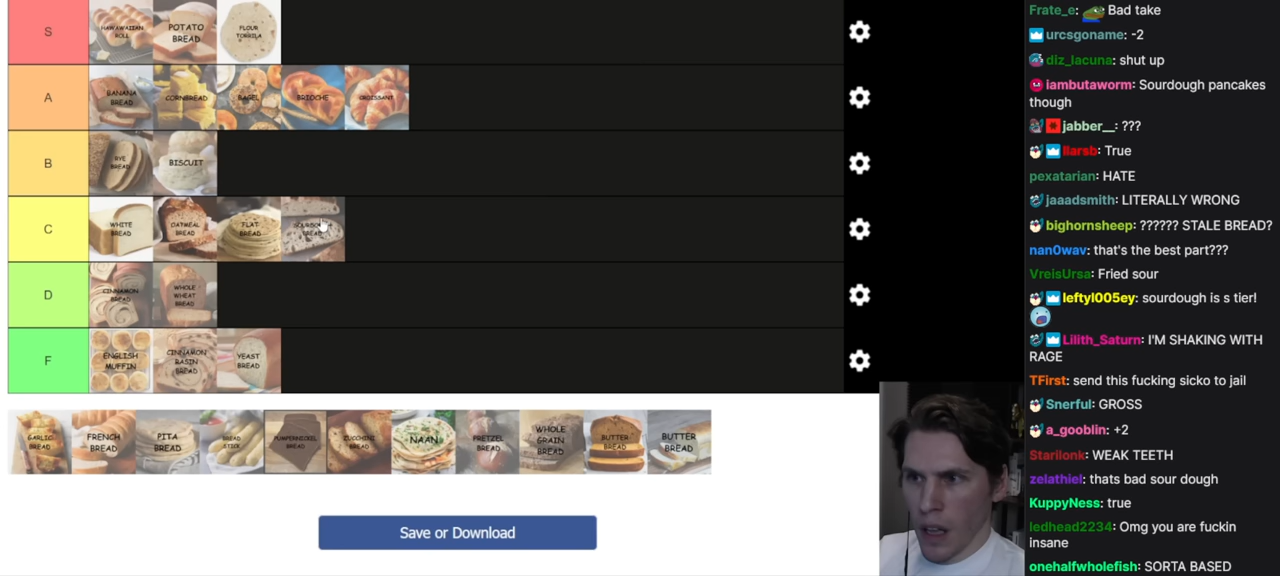 S
HAWAWAIIAN
ROLL
POTATO
BREAD
FLOUR
TORRILA
A
BANANA
BREAD
CORNBREAD
BAGEL
BRIOCHE
CROISSANT
B
RYE
BREAD
BISCUIT
C
WHITE
BREAD
OATMEAL
BREAD
FLAT
BREAD
BREAD
D
CINNAMON
BREAD
WHOLE
WHEAT
BREAD
F
ENGLISH
MUFFIN
CINNAMON
RASIN
BREAD
YEAST
BREAD
GARLIC
BREAD
FRENCH
BREAD
PITA
BREAD
BREAD
STICK
PUMPERNICKEL
BREAD
ZUCCHINI
BREAD
NAAN
PRETZEL
BREAD
WHOLE
GRAIN
BREAD
BUTTER
BREAD
BUTTER
BREAD
Save or Download
Frate_e: Bad take
urcsgoname: -2
diz_lacuna: shut up
iambutaworm: Sourdough pancakes
though
jabber__: ???
llarsb: True
pexatarian: HATE
jaaadsmith: LITERALLY WRONG
bighornsheep: ?????? STALE BREAD?
nan0wav: that's the best part???
VreisUrsa: Fried sour
leftyl005ey: sourdough is s tier!
Lilith_Saturn: I'M SHAKING WITH
RAGE
TFirst: send this fucking sicko to jail
Snerful: GROSS
a_gooblin: +2
Starilonk: WEAK TEETH
zelathiel: thats bad sour dough
KuppyNess: true
ledhead2234: Omg you are fuckin
insane
onehalfwholefish: SORTA BASED